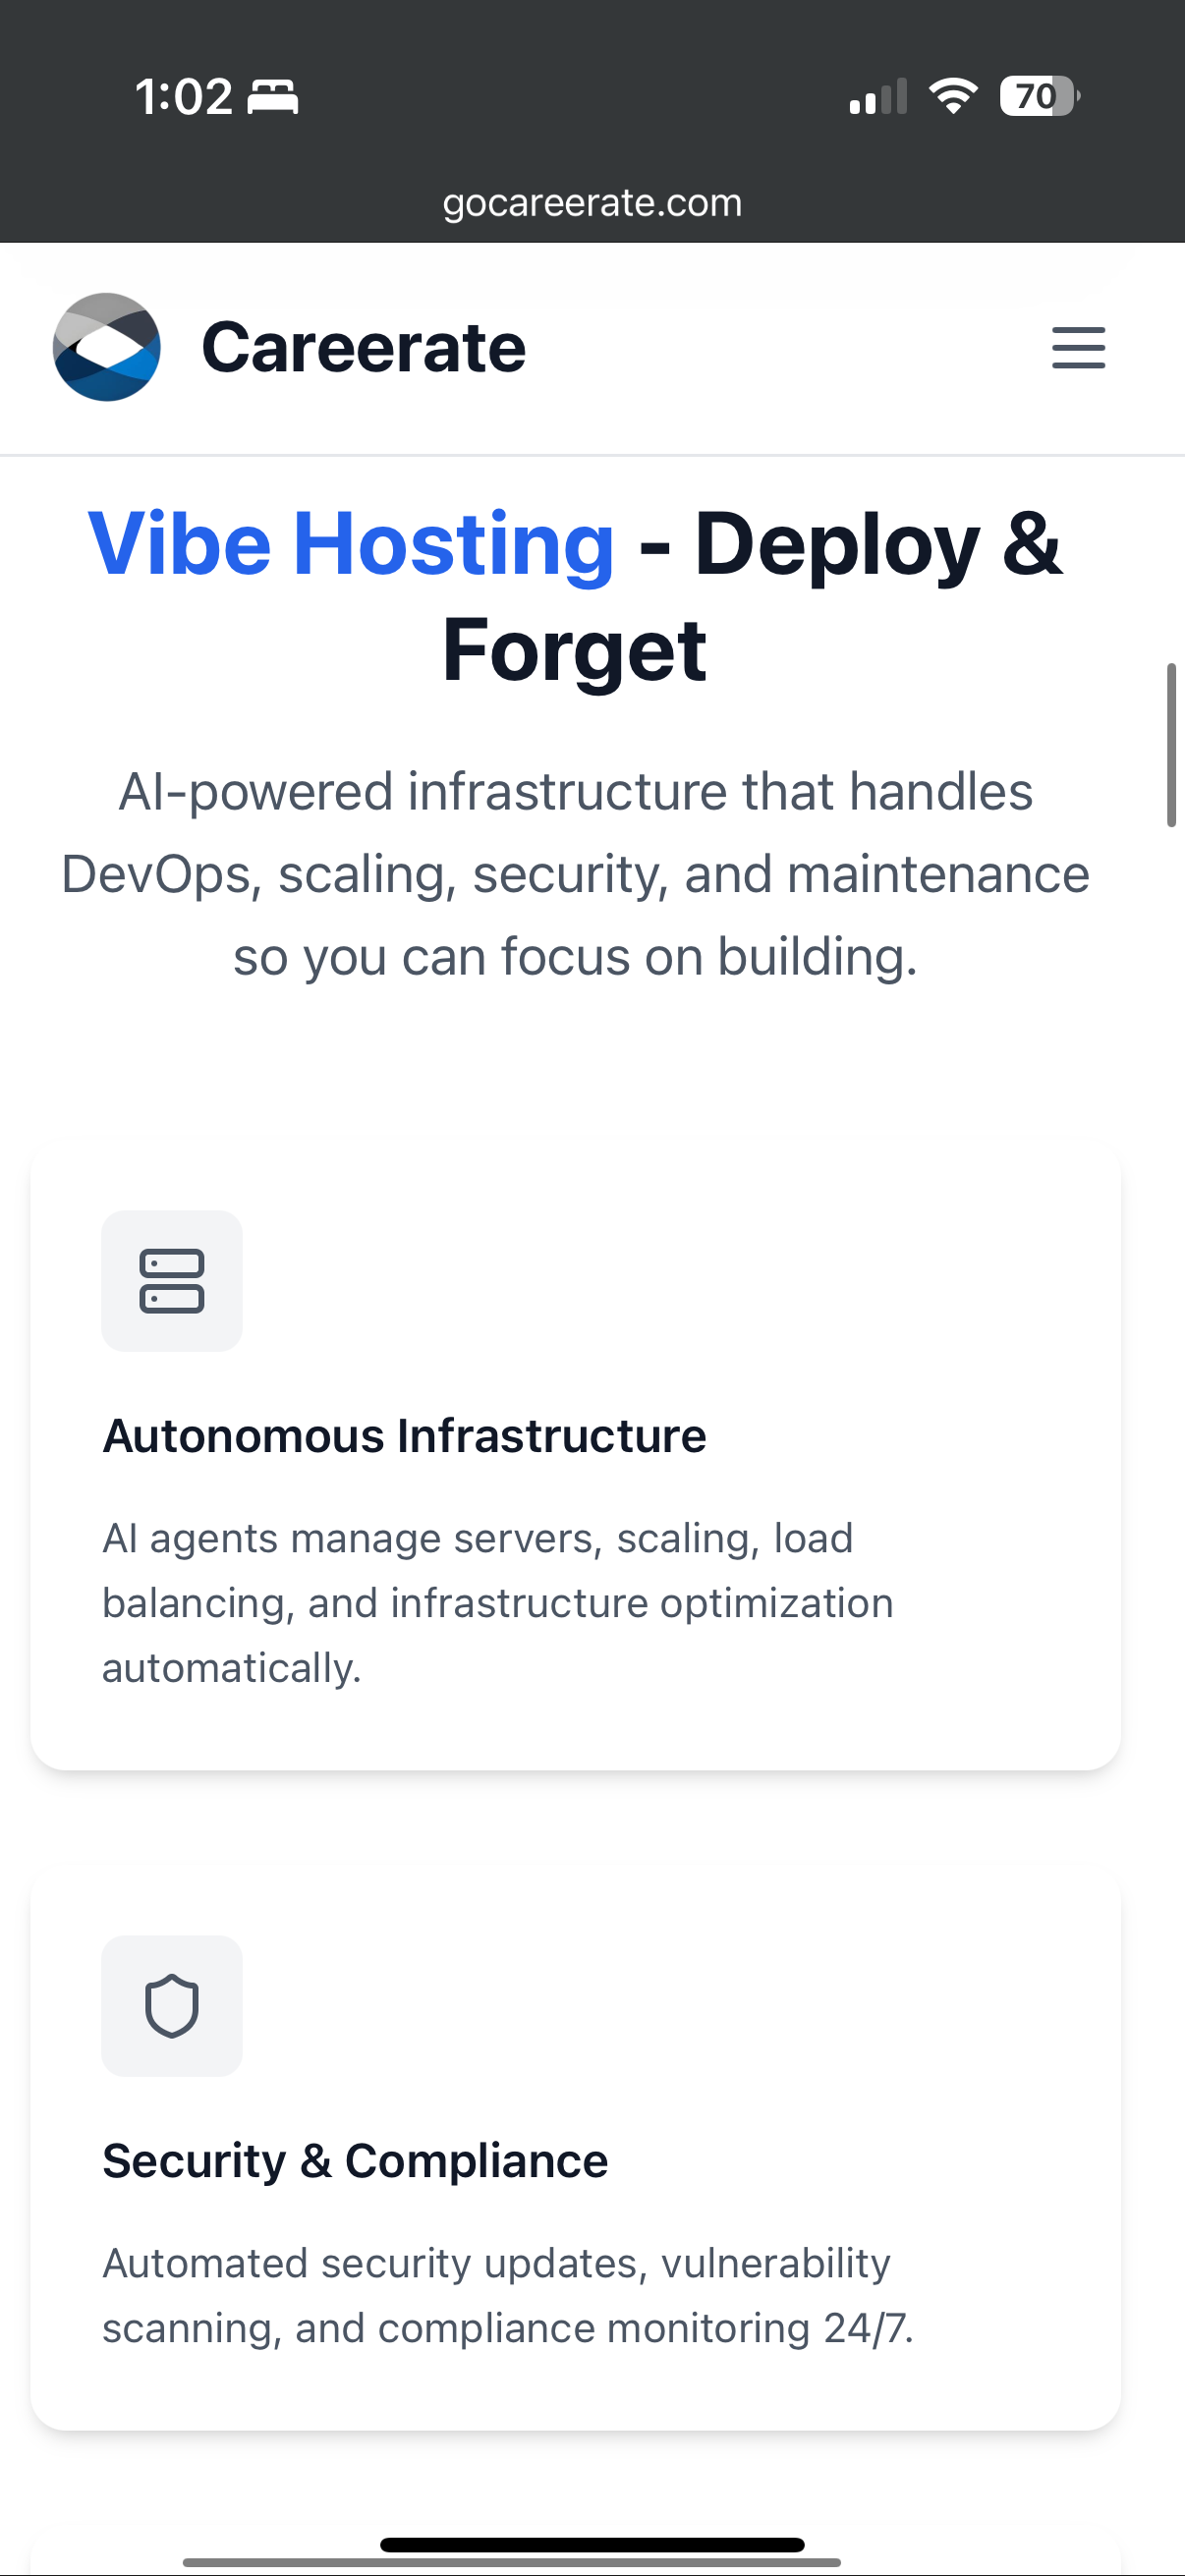 1:02
70
gocareerate.com
Careerate
Vibe Hosting - Deploy &
Forget
AI-powered infrastructure that handles
DevOps, scaling, security, and maintenance
so you can focus on building.
Autonomous Infrastructure
AI agents manage servers, scaling, load
balancing, and infrastructure optimization
automatically.
Security & Compliance
Automated security updates, vulnerability
scanning, and compliance monitoring 24/7.